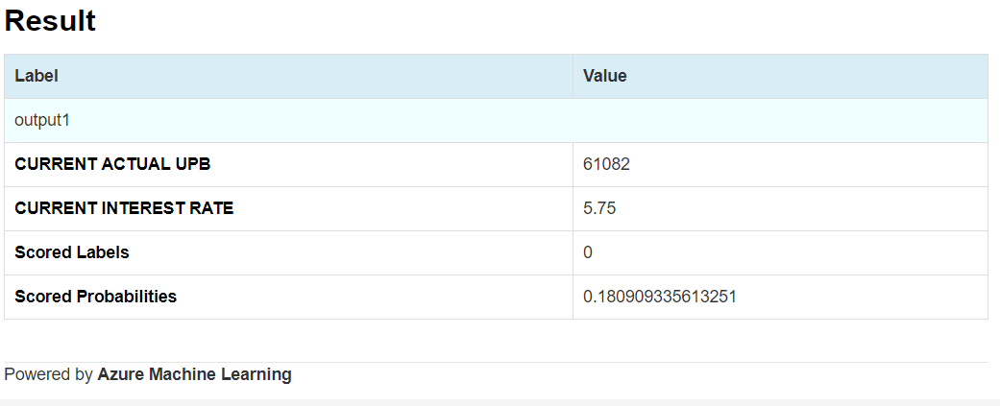 Result
Label Value
output1
CURRENT ACTUAL UPB 61082
CURRENT INTEREST RATE 5.75
Scored Labels 0
Scored Probabilities 0.180909335613251
Powered by Azure Machine Learning